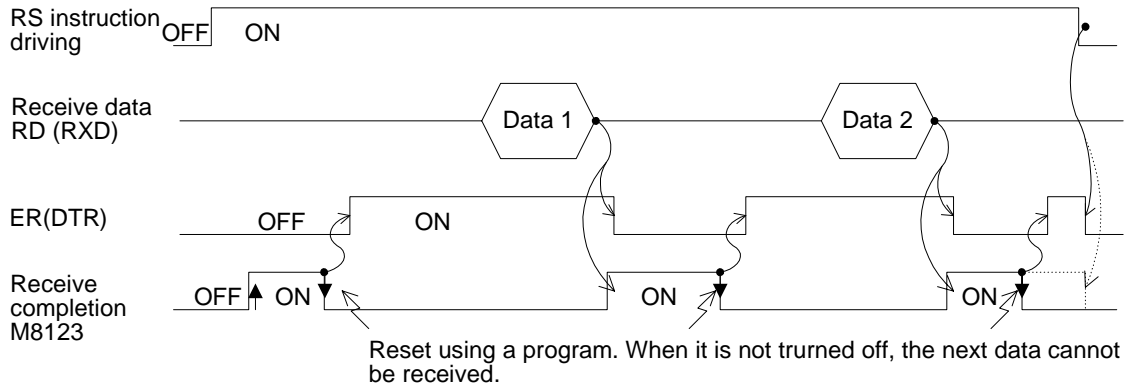 RS instruction
driving
OFF ON
Receive data
RD (RXD)
Data 1 Data 2
ER(DTR)
OFF ON
Receive
completion
M8123
OFF ON ON ON
Reset using a program. When it is not trurned off, the next data cannot
be received.